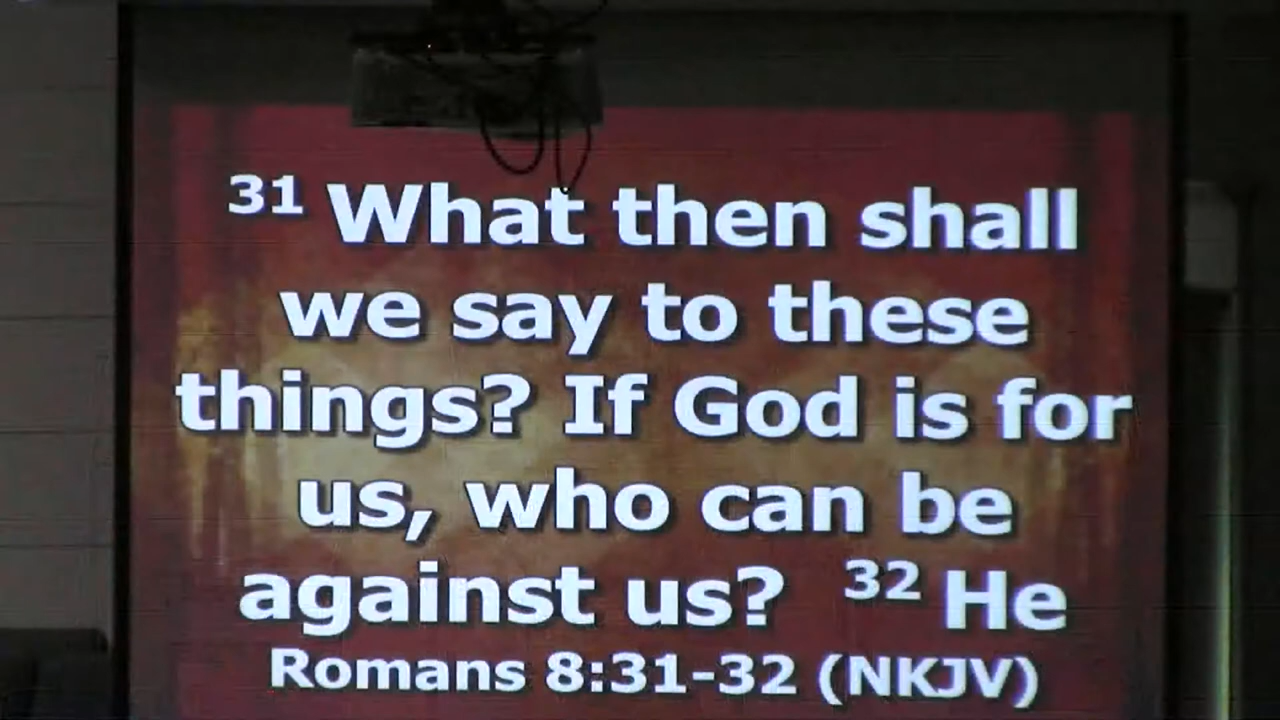 31 What then shall
we say to these
things? If God is for
us, who can be
against us? 32 He
Romans 8:31-32 (NKJV)